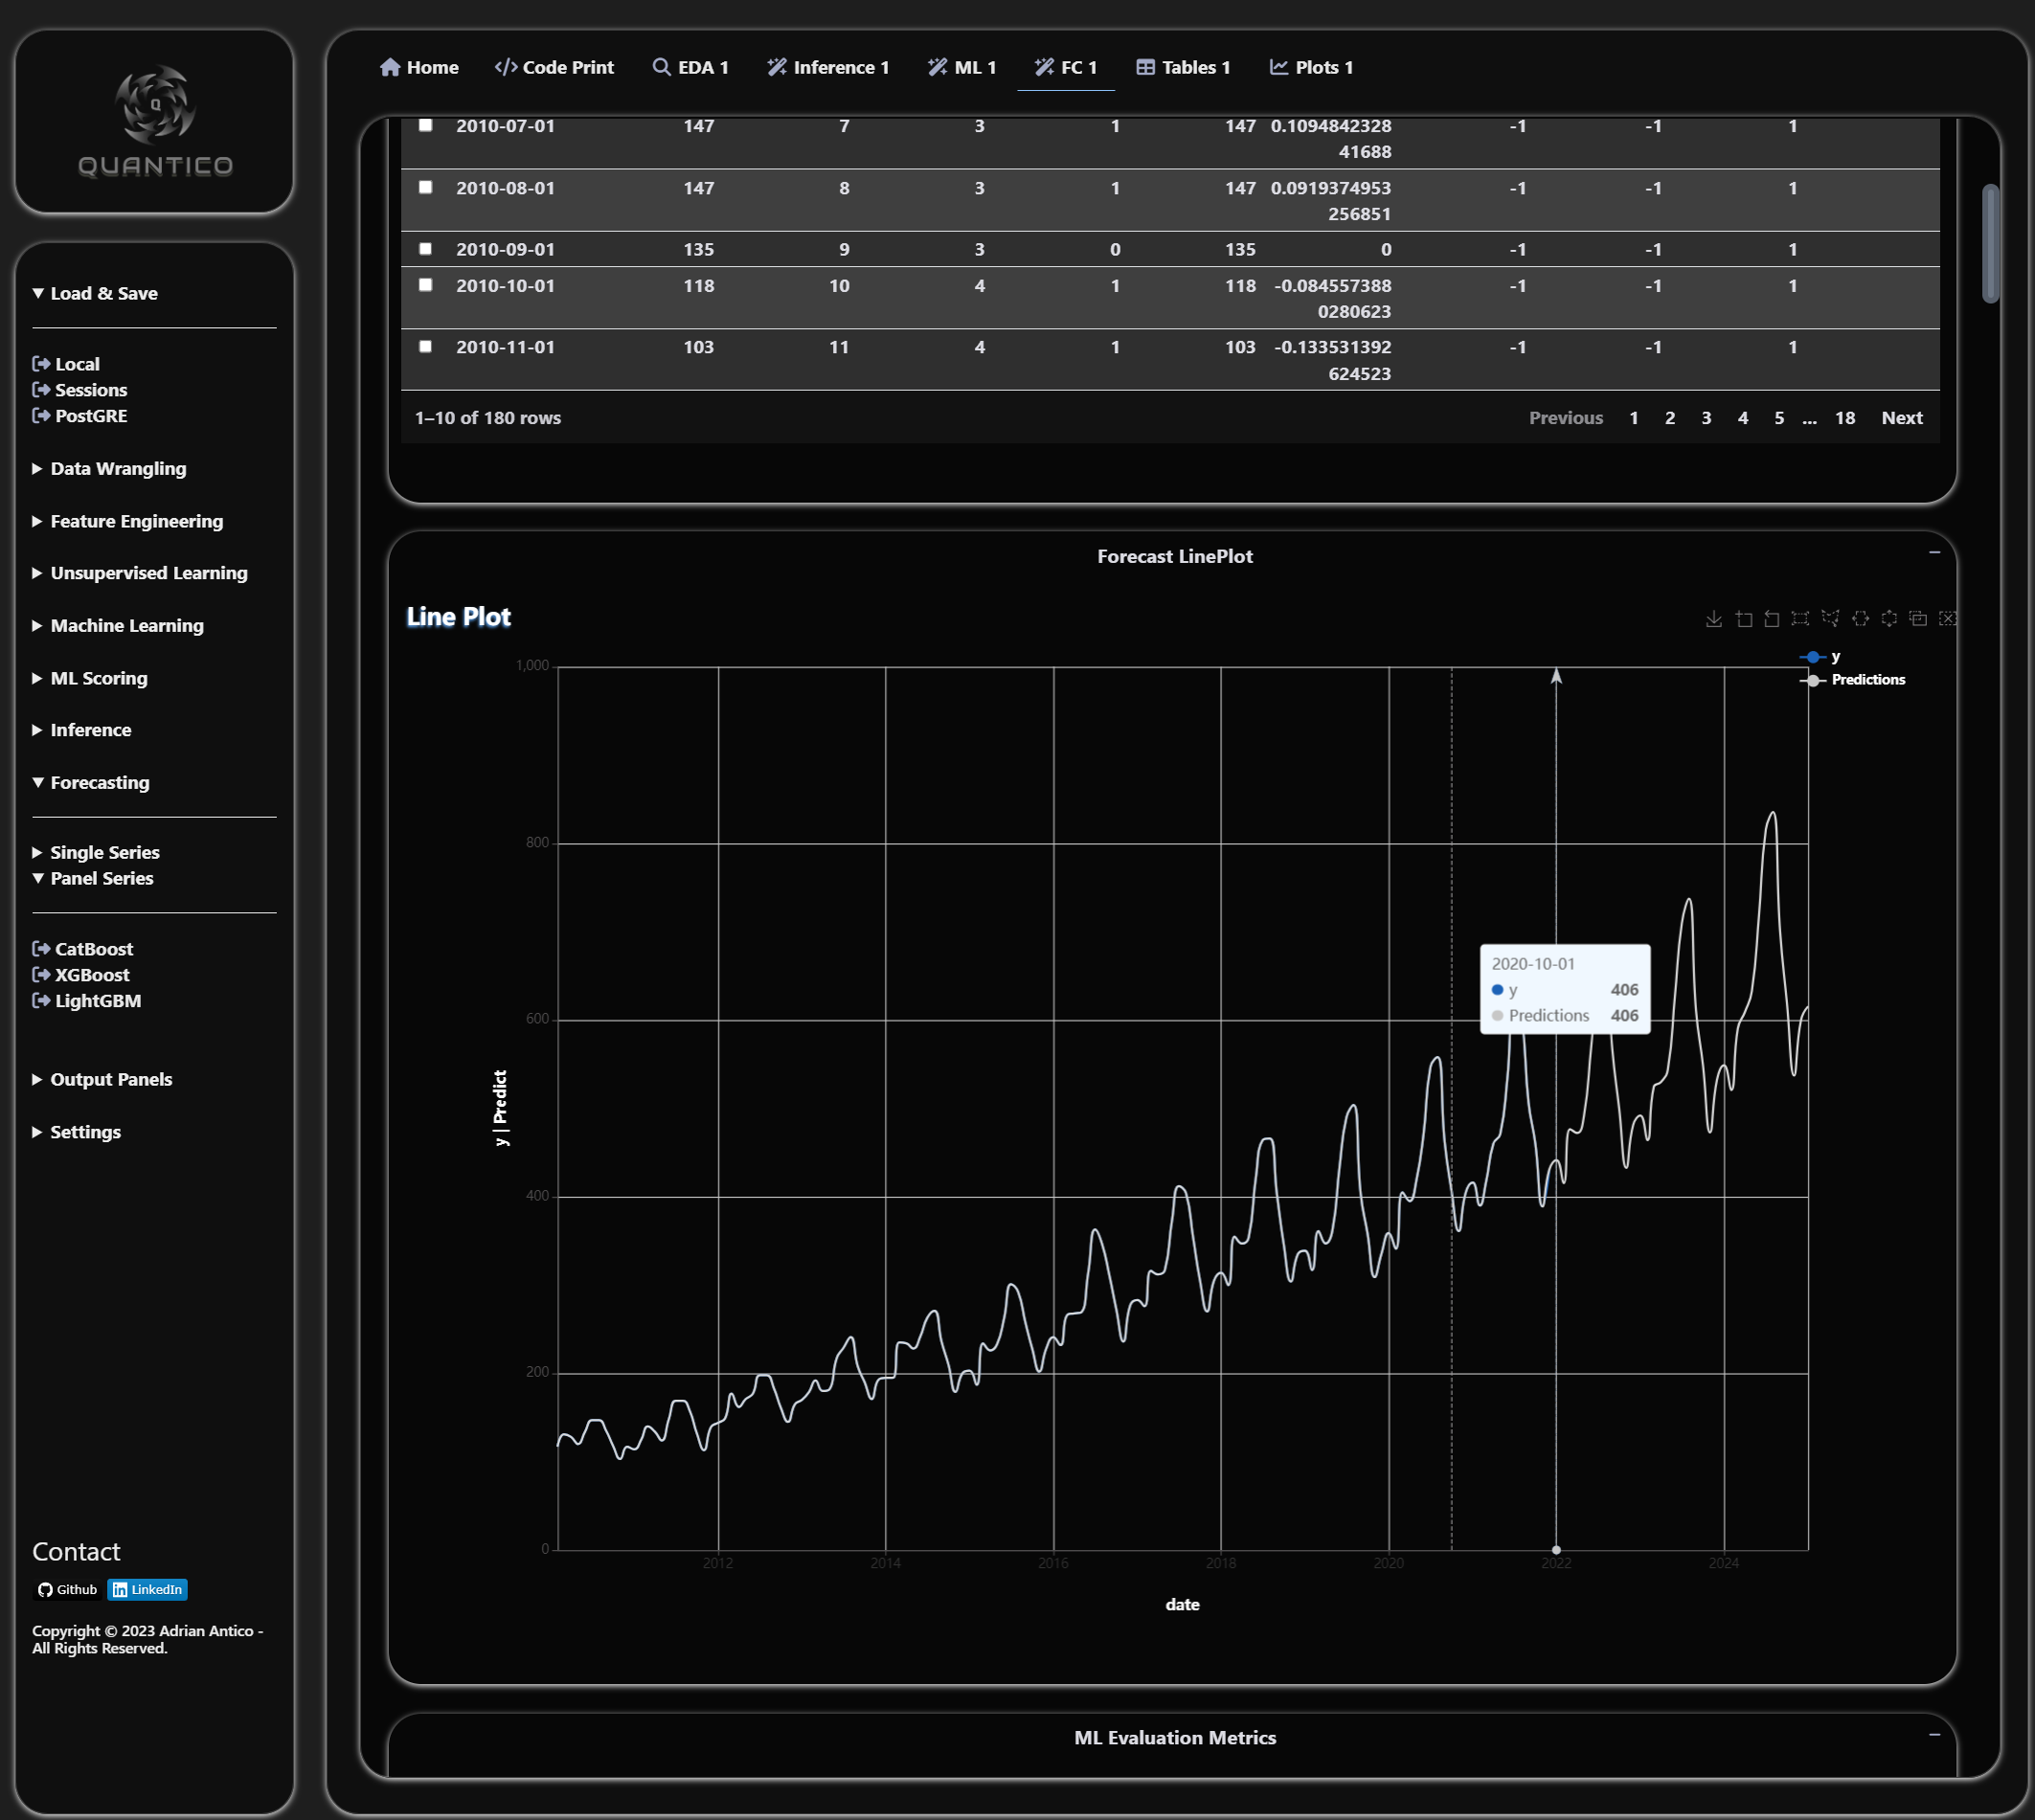 Q
QUANTICO
Load & Save
Local
Sessions
PostGRE
Data Wrangling
Feature Engineering
Unsupervised Learning
Machine Learning
ML Scoring
Inference
Forecasting
Single Series
Panel Series
CatBoost
XGBoost
LightGBM
Output Panels
Settings
Contact
Github LinkedIn
Copyright © 2023 Adrian Antico -
All Rights Reserved.
Home Code Print EDA 1 Inference 1 ML 1 FC 1 Tables 1 Plots 1
2010-07-01 147 7 3 1 147 0.1094842328 -1 -1 1
41688
2010-08-01 147 8 3 1 147 0.0919374953 -1 -1 1
256851
2010-09-01 135 9 3 0 135 0 -1 -1 1
2010-10-01 118 10 4 1 118 -0.084557388 -1 -1 1
0280623
2010-11-01 103 11 4 1 103 -0.133531392 -1 -1 1
624523
1–10 of 180 rows Previous 1 2 3 4 5 ... 18 Next
Forecast LinePlot
Line Plot
y
Predictions
1,000
800
600
400
200
0
y | Predict
2020-10-01
y 406
Predictions 406
2012 2014 2016 2018 2020 2022 2024
date
ML Evaluation Metrics